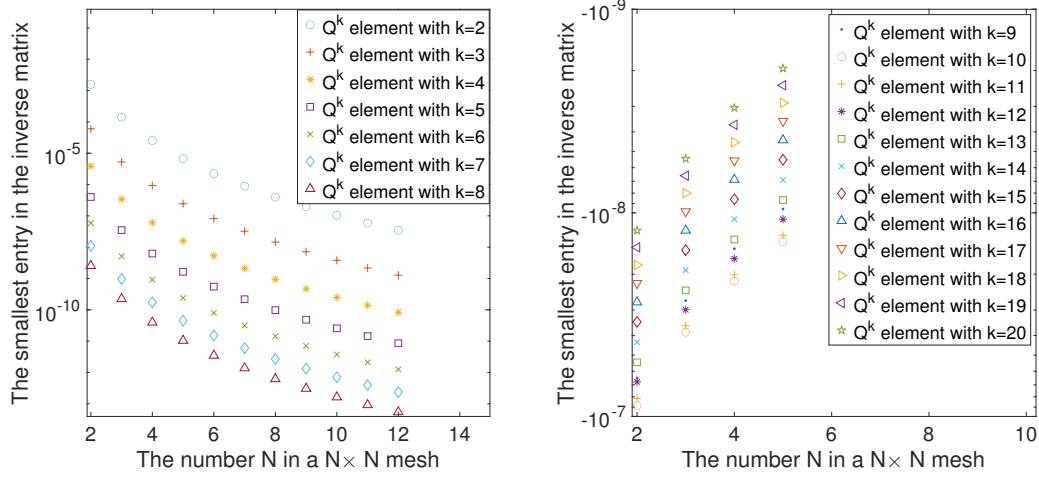 The smallest entry in the inverse matrix
10^-5
10^-10
2 4 6 8 10 12 14
The number N in a N× N mesh
Q^k element with k=2
Q^k element with k=3
Q^k element with k=4
Q^k element with k=5
Q^k element with k=6
Q^k element with k=7
Q^k element with k=8
The smallest entry in the inverse matrix
-10^-9
-10^-8
-10^-7
2 4 6 8 10
The number N in a N× N mesh
Q^k element with k=9
Q^k element with k=10
Q^k element with k=11
Q^k element with k=12
Q^k element with k=13
Q^k element with k=14
Q^k element with k=15
Q^k element with k=16
Q^k element with k=17
Q^k element with k=18
Q^k element with k=19
Q^k element with k=20